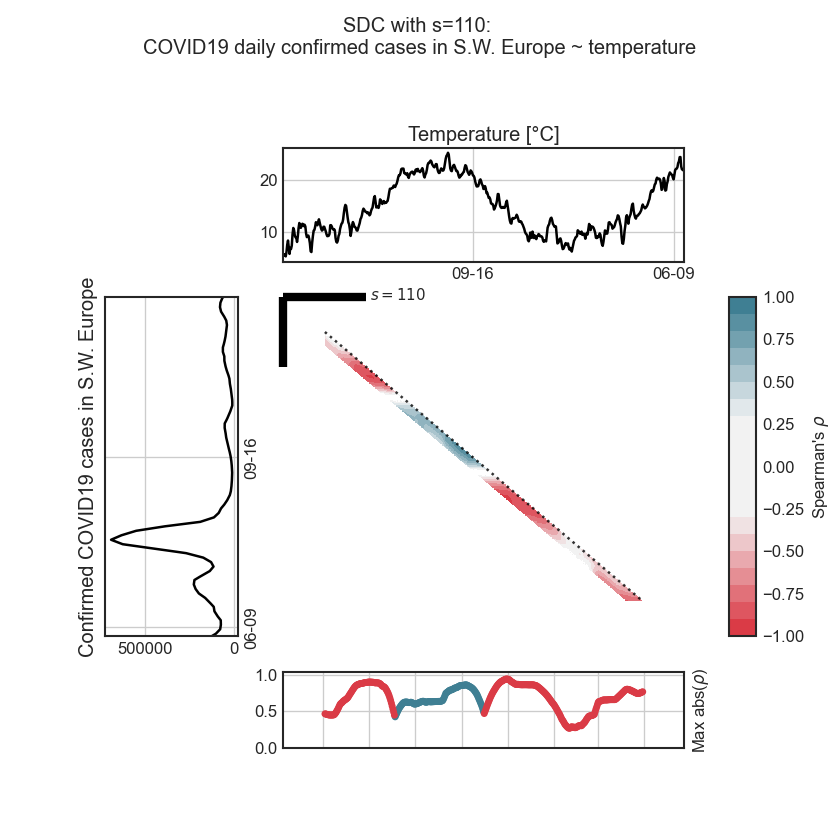 SDC with s=110:
COVID19 daily confirmed cases in S.W. Europe ~ temperature
Temperature [°C]
20
10
09-16
06-09
s = 110
Confirmed COVID19 cases in S.W. Europe
09-16
06-09
500000
0
1.00
0.75
0.50
0.25
0.00
−0.25
−0.50
−0.75
−1.00
Spearman's ρ
1.0
0.5
0.0
Max abs(ρ)